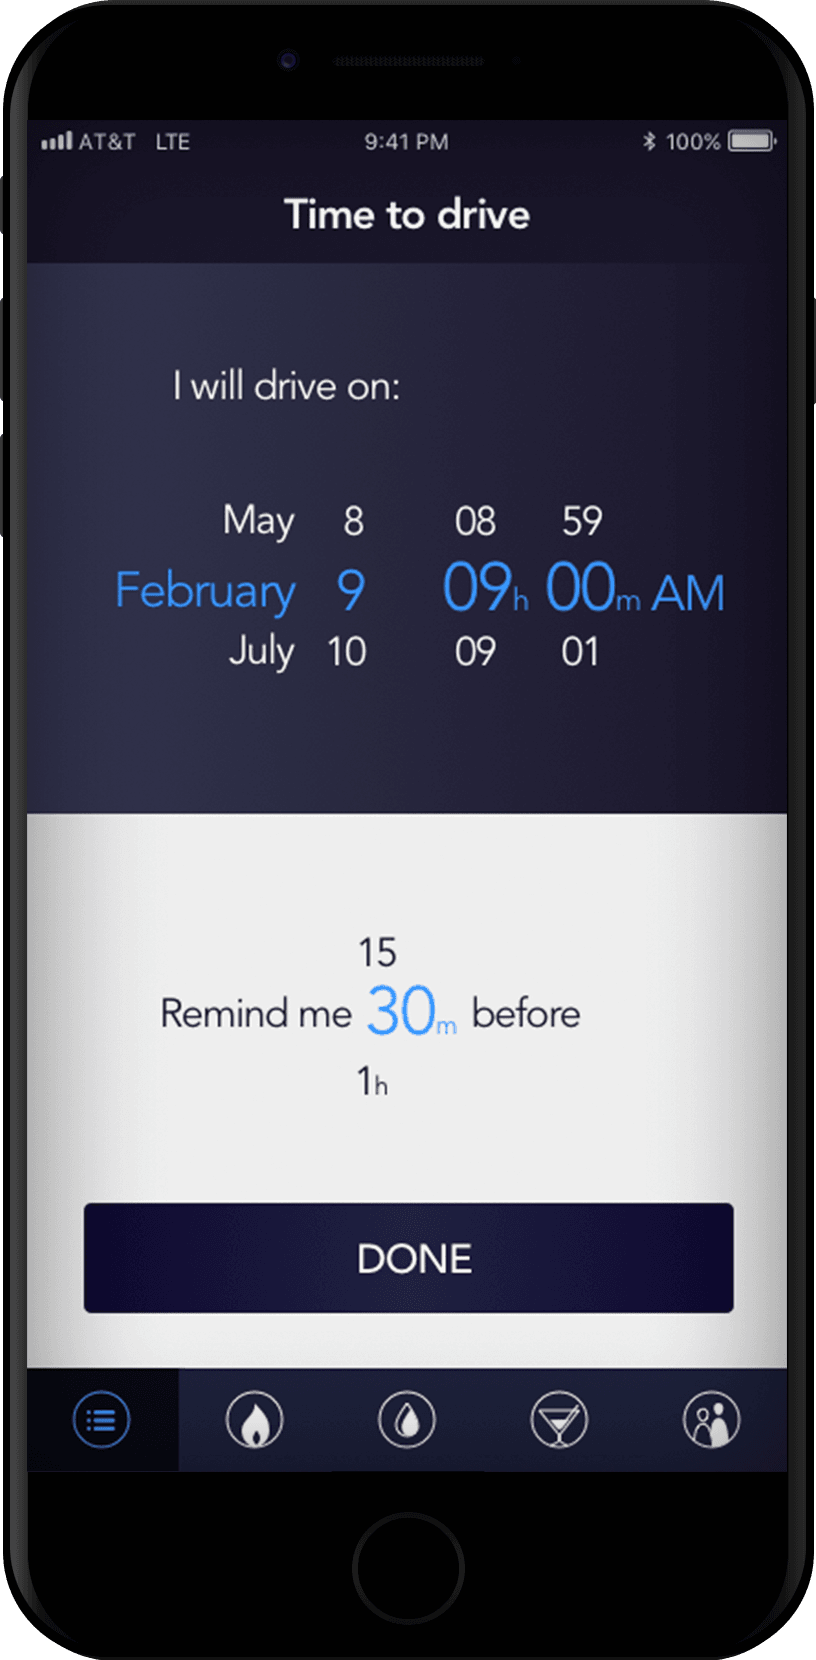 AT&T LTE 9:41 PM 100%
Time to drive
I will drive on:
May 8 08 59
February 9 09h 00m AM
July 10 09 01
15
Remind me 30m before
1h
DONE